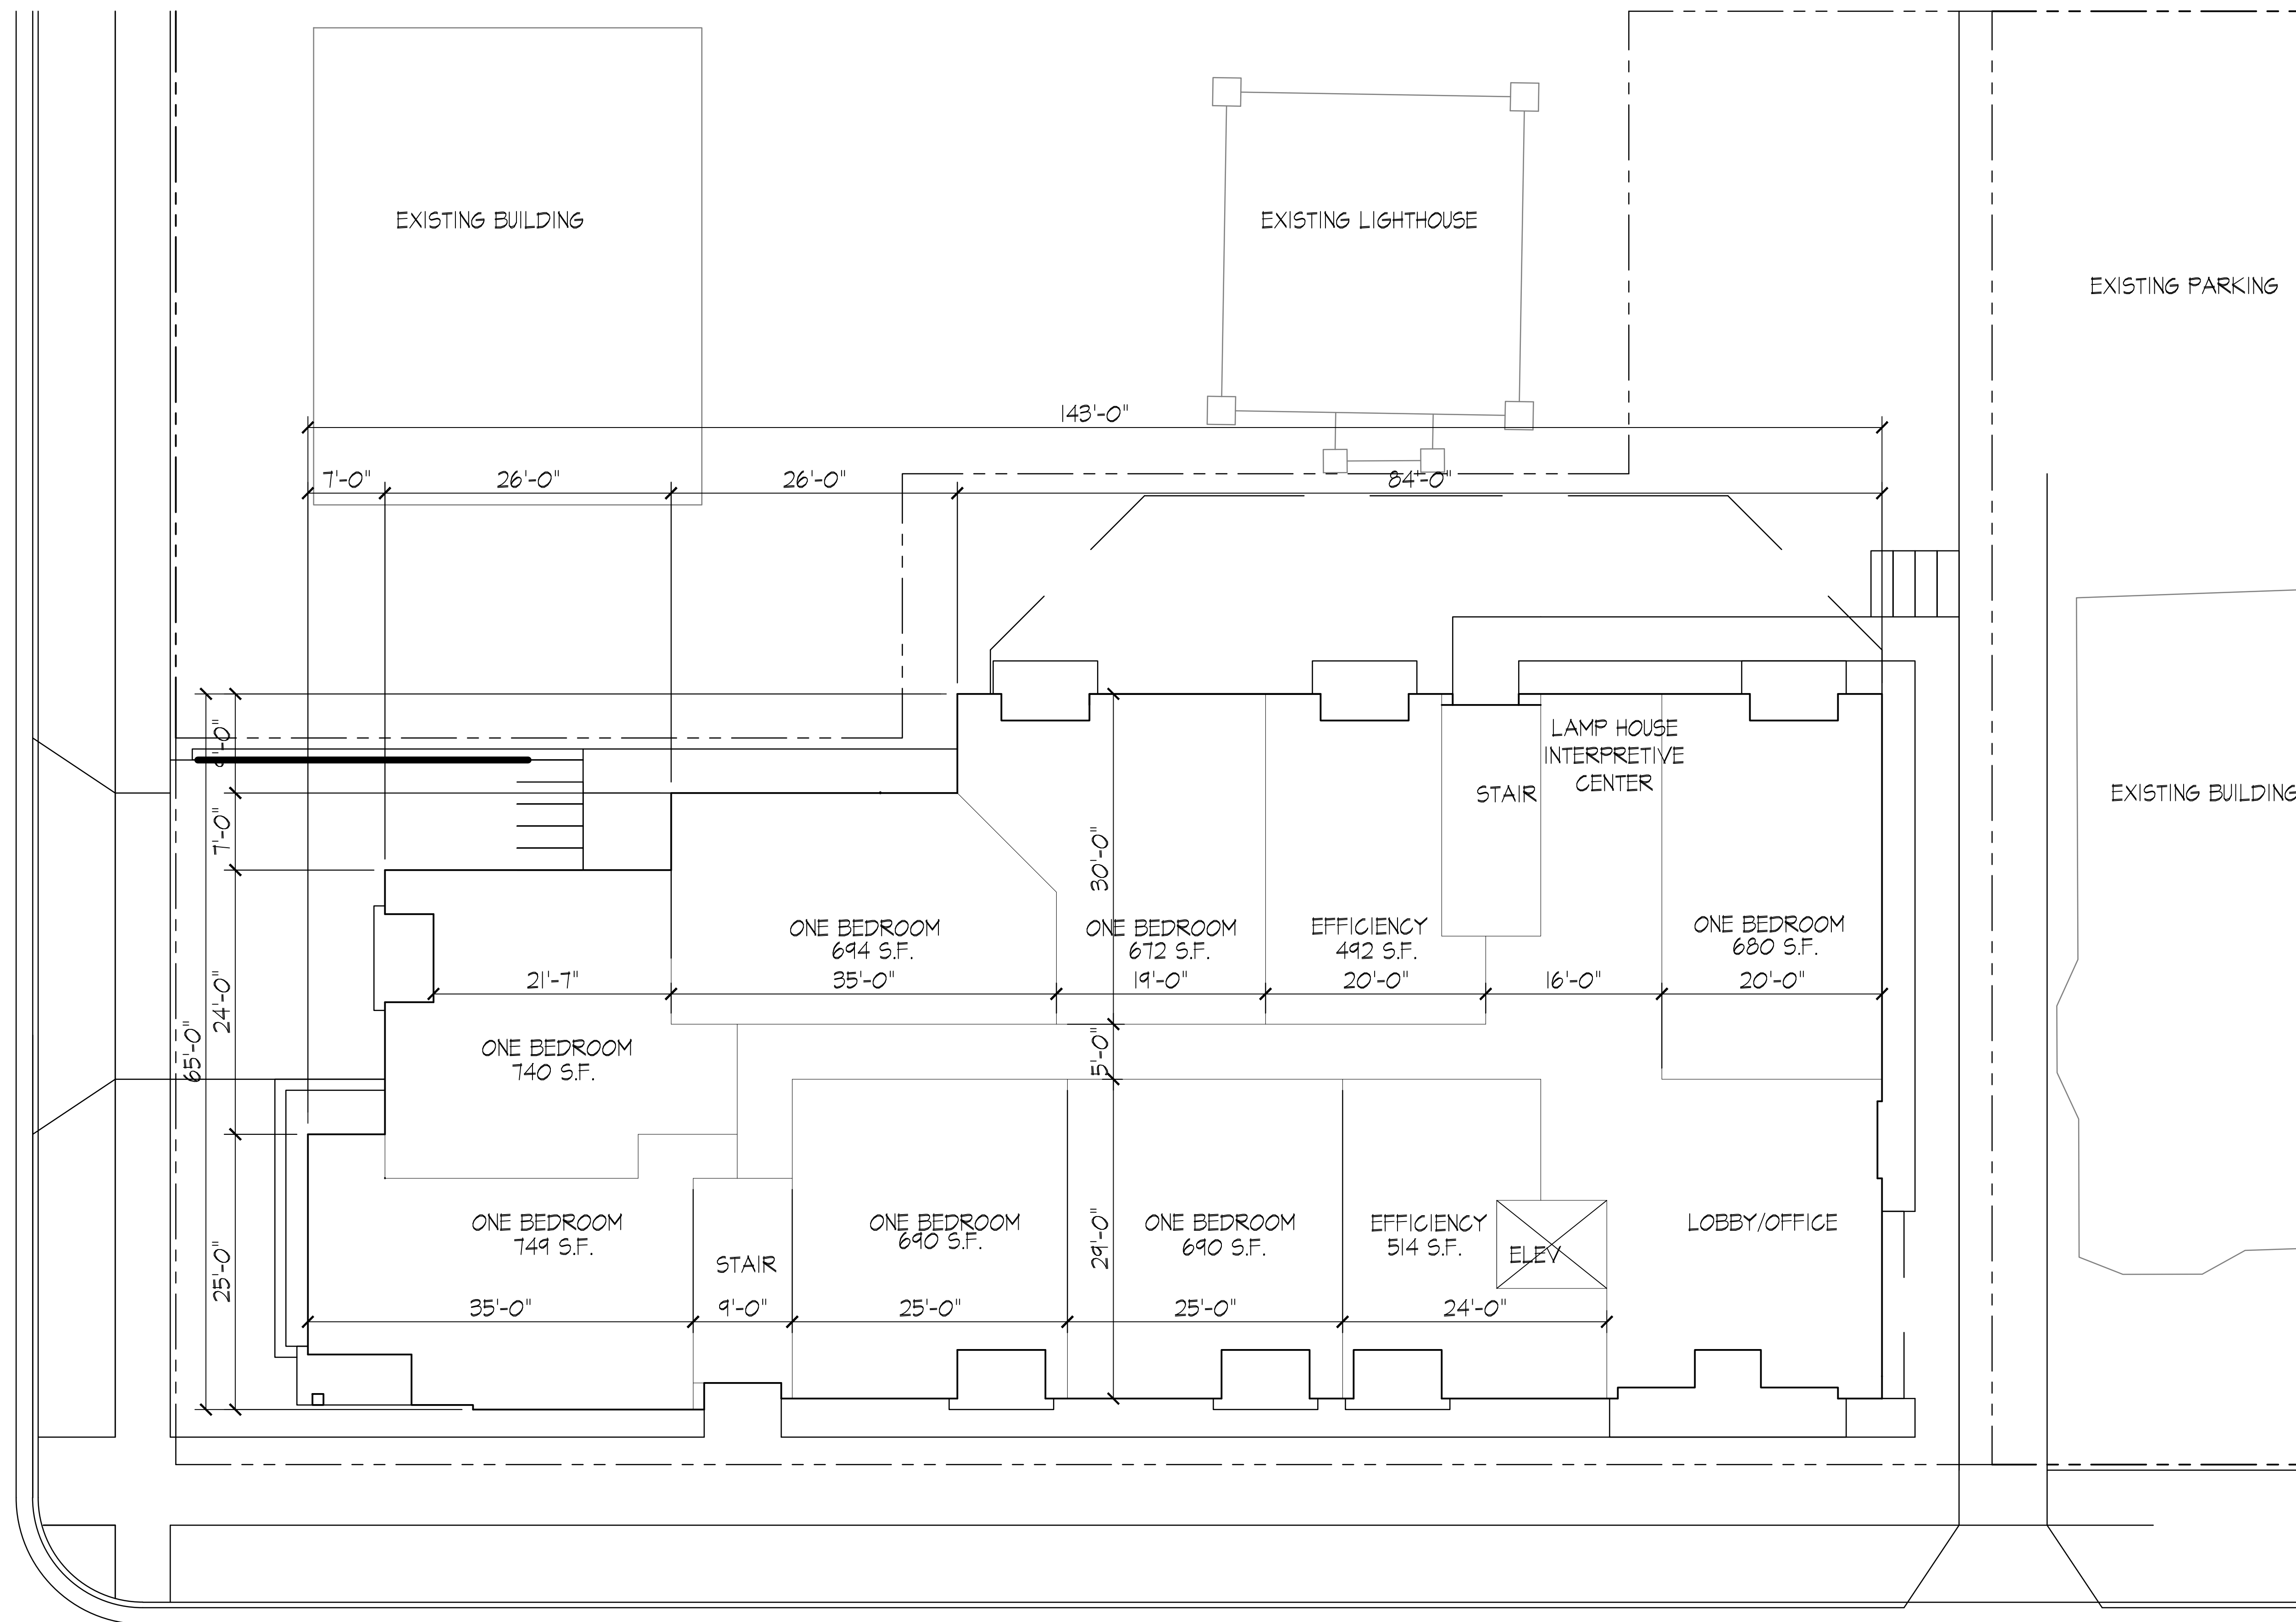 EXISTING BUILDING
EXISTING LIGHTHOUSE
EXISTING PARKING
143'-0"
7'-0"
26'-0"
26'-0"
84'-0"
LAMP HOUSE
INTERPRETIVE
CENTER
STAIR
EXISTING BUILDING
7'-0"
30'-0"
ONE BEDROOM
694 S.F.
ONE BEDROOM
672 S.F.
EFFICIENCY
492 S.F.
ONE BEDROOM
680 S.F.
21'-7"
35'-0"
19'-0"
20'-0"
16'-0"
20'-0"
24'-0"
65'-0"
5'-0"
ONE BEDROOM
740 S.F.
ONE BEDROOM
749 S.F.
STAIR
ONE BEDROOM
690 S.F.
ONE BEDROOM
690 S.F.
EFFICIENCY
514 S.F.
ELEV
LOBBY/OFFICE
25'-0"
29'-0"
35'-0"
9'-0"
25'-0"
25'-0"
24'-0"